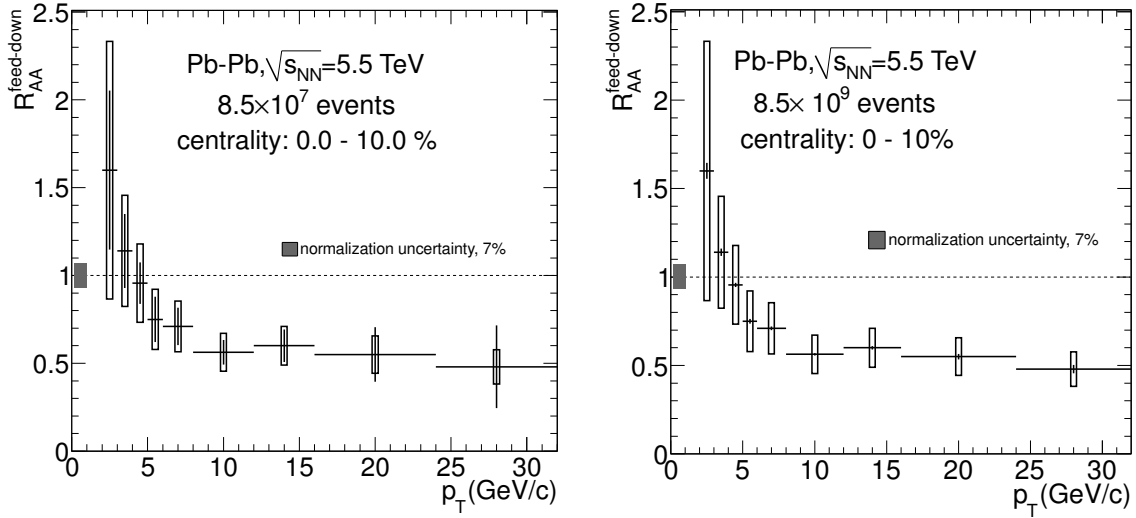 R_AA^feed-down
2.5
2
1.5
1
0.5
0
Pb-Pb,√s_NN=5.5 TeV
8.5×10^7 events
centrality: 0.0 - 10.0 %
normalization uncertainty, 7%
0 5 10 15 20 25 30
p_T(GeV/c)
R_AA^feed-down
2.5
2
1.5
1
0.5
0
Pb-Pb,√s_NN=5.5 TeV
8.5× 10^9 events
centrality: 0 - 10%
normalization uncertainty, 7%
0 5 10 15 20 25 30
p_T(GeV/c)